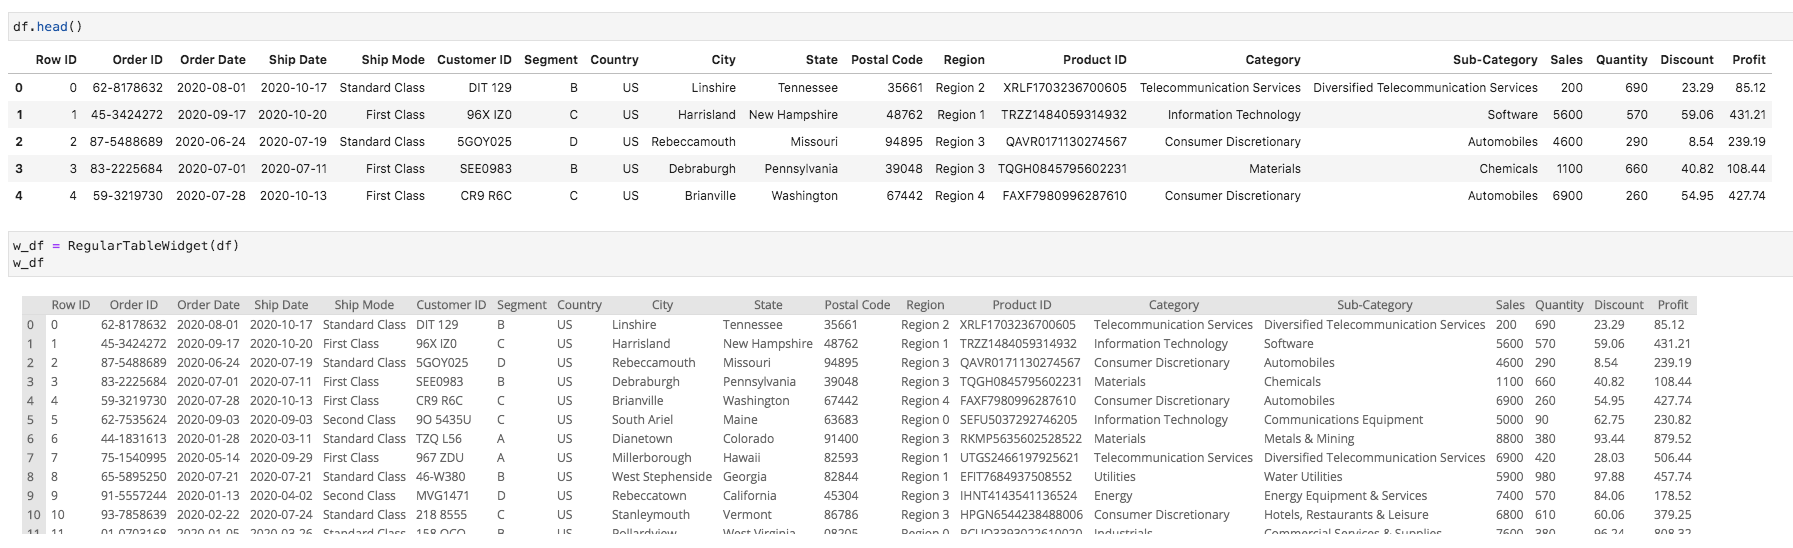 df.head()
Row ID Order ID Order Date Ship Date Ship Mode Customer ID Segment Country City State Postal Code Region Product ID Category Sub-Category Sales Quantity Discount Profit
0 0 62-8178632 2020-08-01 2020-10-17 Standard Class DIT 129 B US Linshire Tennessee 35661 Region 2 XRLF1703236700605 Telecommunication Services Diversified Telecommunication Services 200 690 23.29 85.12
1 1 45-3424272 2020-09-17 2020-10-20 First Class 96X IZ0 C US Harrisland New Hampshire 48762 Region 1 TRZZ1484059314932 Information Technology Software 5600 570 59.06 431.21
2 2 87-5488689 2020-06-24 2020-07-19 Standard Class 5GOY025 D US Rebeccamouth Missouri 94895 Region 3 QAVR0171130274567 Consumer Discretionary Automobiles 4600 290 8.54 239.19
3 3 83-2225684 2020-07-01 2020-07-11 First Class SEE0983 B US Debraburgh Pennsylvania 39048 Region 3 TQGH0845795602231 Materials Chemicals 1100 660 40.82 108.44
4 4 59-3219730 2020-07-28 2020-10-13 First Class CR9 R6C C US Brianville Washington 67442 Region 4 FAXF7980996287610 Consumer Discretionary Automobiles 6900 260 54.95 427.74
w_df = RegularTableWidget(df)
w_df
Row ID Order ID Order Date Ship Date Ship Mode Customer ID Segment Country City State Postal Code Region Product ID Category Sub-Category Sales Quantity Discount Profit
0 0 62-8178632 2020-08-01 2020-10-17 Standard Class DIT 129 B US Linshire Tennessee 35661 Region 2 XRLF1703236700605 Telecommunication Services Diversified Telecommunication Services 200 690 23.29 85.12
1 1 45-3424272 2020-09-17 2020-10-20 First Class 96X IZ0 C US Harrisland New Hampshire 48762 Region 1 TRZZ1484059314932 Information Technology Software 5600 570 59.06 431.21
2 2 87-5488689 2020-06-24 2020-07-19 Standard Class 5GOY025 D US Rebeccamouth Missouri 94895 Region 3 QAVR0171130274567 Consumer Discretionary Automobiles 4600 290 8.54 239.19
3 3 83-2225684 2020-07-01 2020-07-11 First Class SEE0983 B US Debraburgh Pennsylvania 39048 Region 3 TQGH0845795602231 Materials Chemicals 1100 660 40.82 108.44
4 4 59-3219730 2020-07-28 2020-10-13 First Class CR9 R6C C US Brianville Washington 67442 Region 4 FAXF7980996287610 Consumer Discretionary Automobiles 6900 260 54.95 427.74
5 5 62-7535624 2020-09-03 2020-09-03 Second Class 9O 5435U C US South Ariel Maine 63683 Region 0 SEFU5037292746205 Information Technology Communications Equipment 5000 90 62.75 230.82
6 6 44-1831613 2020-01-28 2020-03-11 Standard Class TZQ L56 A US Dianetown Colorado 91400 Region 3 RKMP5635602528522 Materials Metals & Mining 8800 380 93.44 879.52
7 7 75-1540995 2020-05-14 2020-09-29 First Class 967 ZDU A US Millerborough Hawaii 82593 Region 1 UTGS2466197925621 Telecommunication Services Diversified Telecommunication Services 6900 420 28.03 506.44
8 8 65-5895250 2020-07-21 2020-07-21 Standard Class 46-W380 B US West Stephenside Georgia 82844 Region 1 EFIT7684937508552 Utilities Water Utilities 5900 980 97.88 457.74
9 9 91-5557244 2020-01-13 2020-04-02 Second Class MVG1471 D US Rebeccatown California 45304 Region 3 IHNT4143541136524 Energy Energy Equipment & Services 7400 570 84.06 178.52
10 10 93-7858639 2020-02-22 2020-07-24 Standard Class 218 8555 C US Stanleymouth Vermont 86786 Region 3 HPGN6544238488006 Consumer Discretionary Hotels, Restaurants & Leisure 6800 610 60.06 379.25
11 11 Standard Class B US West Virginia Region 0 Industrials Commercial Services & Supplies 7600 380